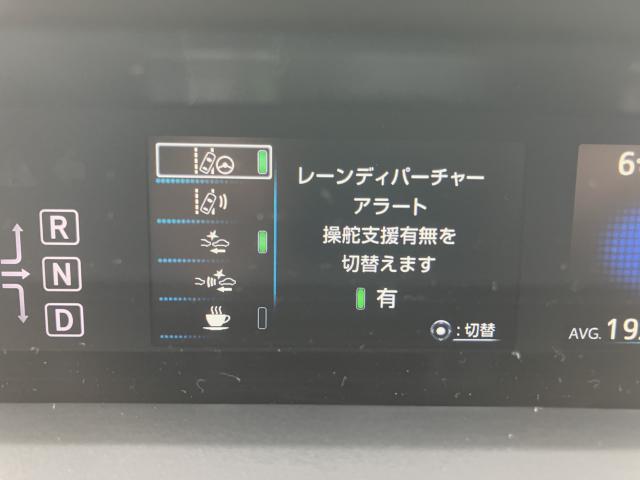 R
N
D
レーンディパーチャー
アラート
操舵支援有無を
切替えます
有
:切替
AVG. 19